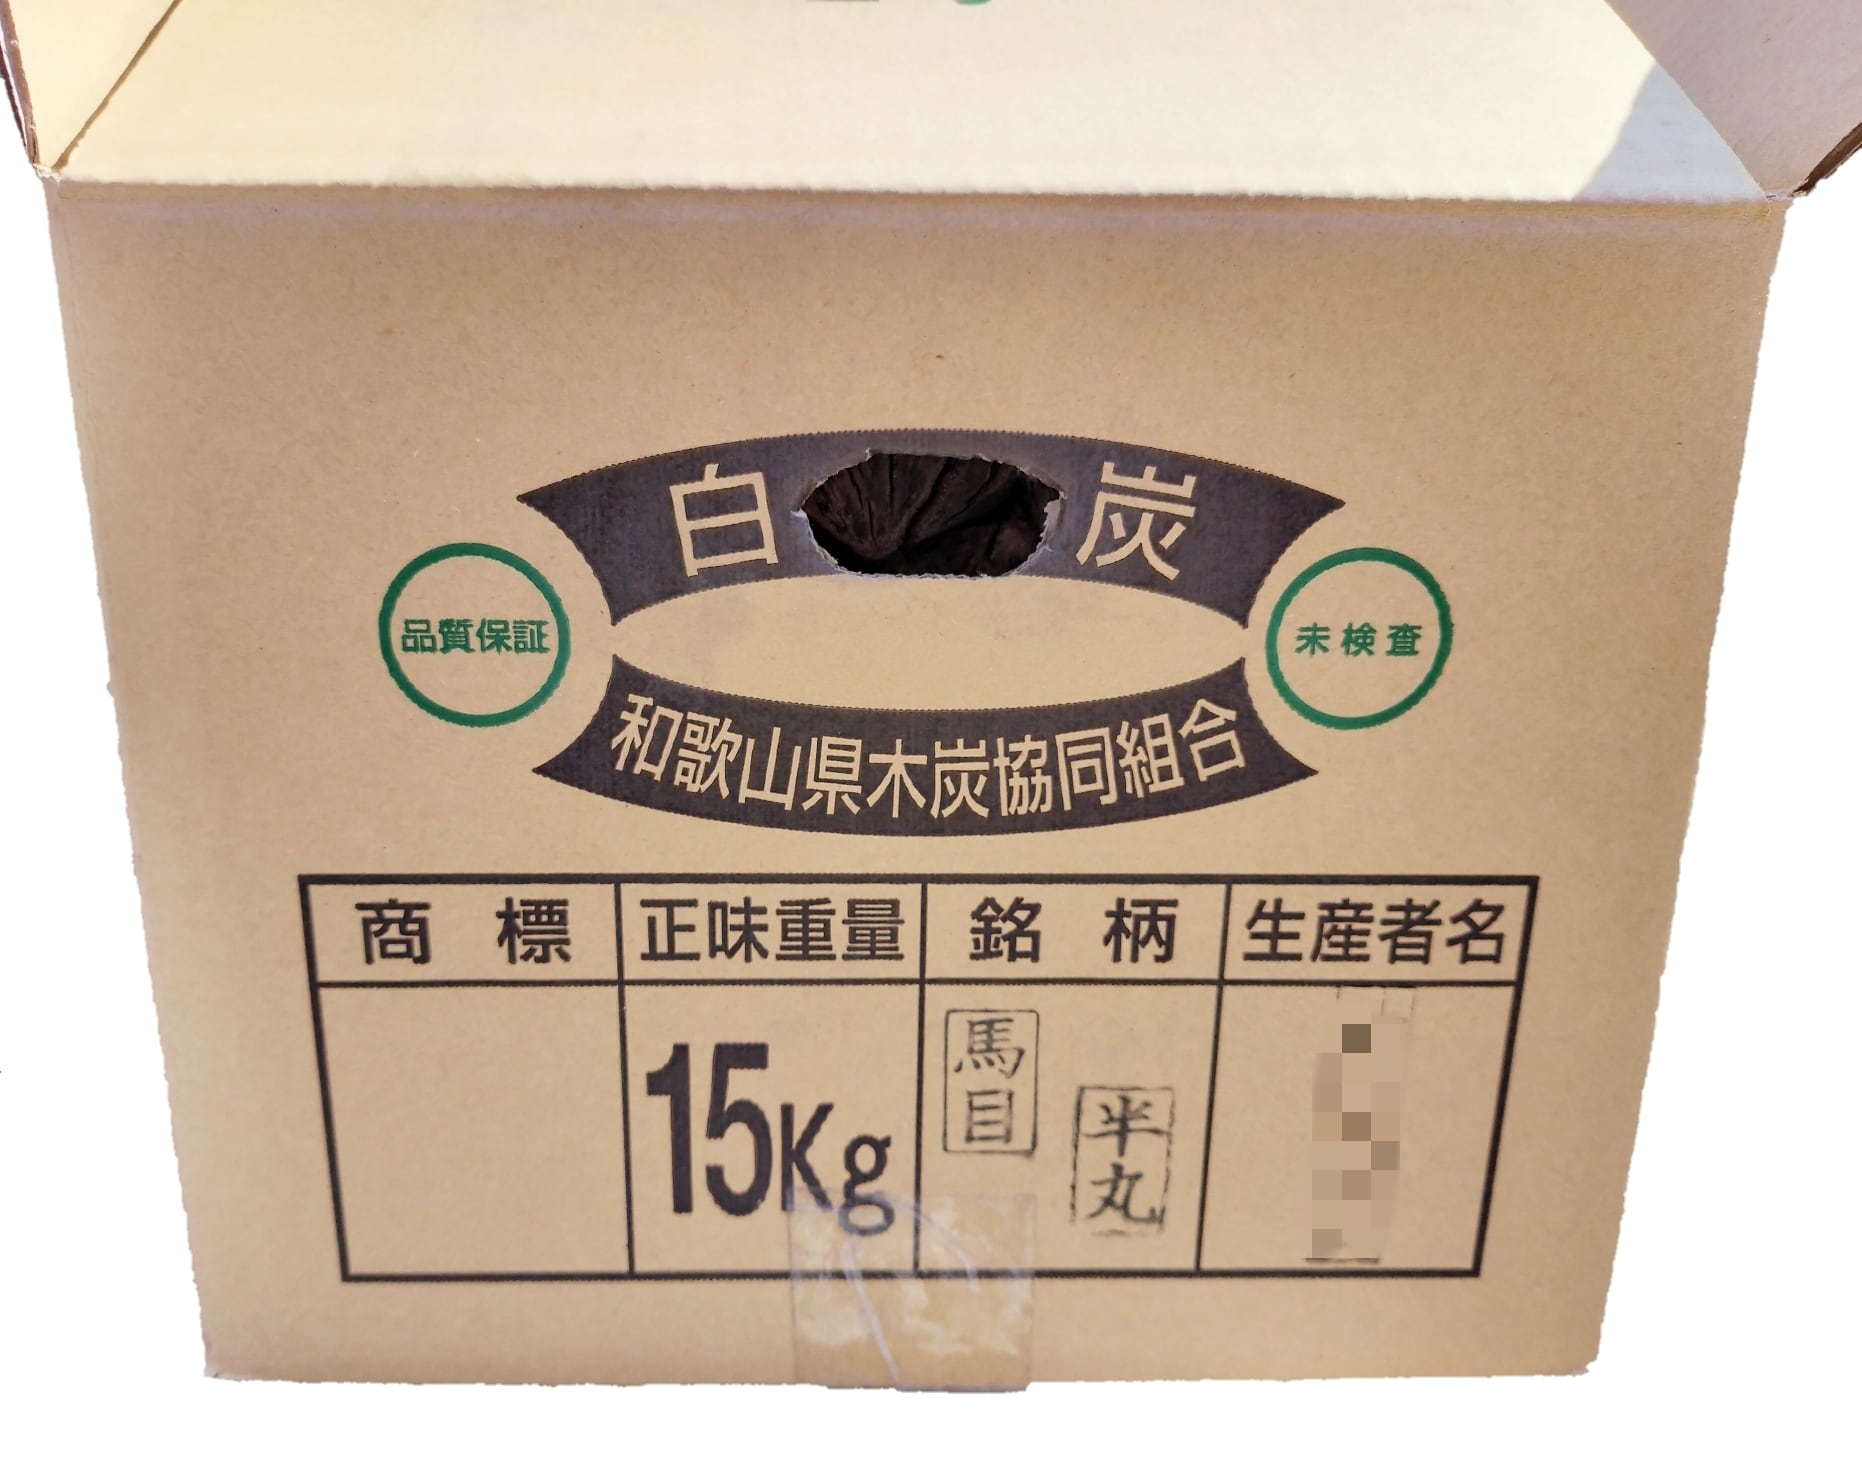 白炭
品質保証
未検査
和歌山県木炭協同組合
商標 正味重量 銘柄 生産者名
15Kg
馬目
半丸